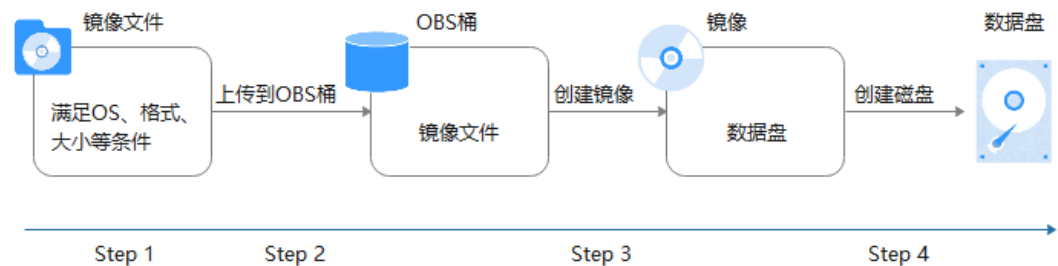 镜像文件
OBS桶
镜像
数据盘
满足OS、格式、
大小等条件
上传到OBS桶
镜像文件
创建镜像
数据盘
创建磁盘
Step 1
Step 2
Step 3
Step 4